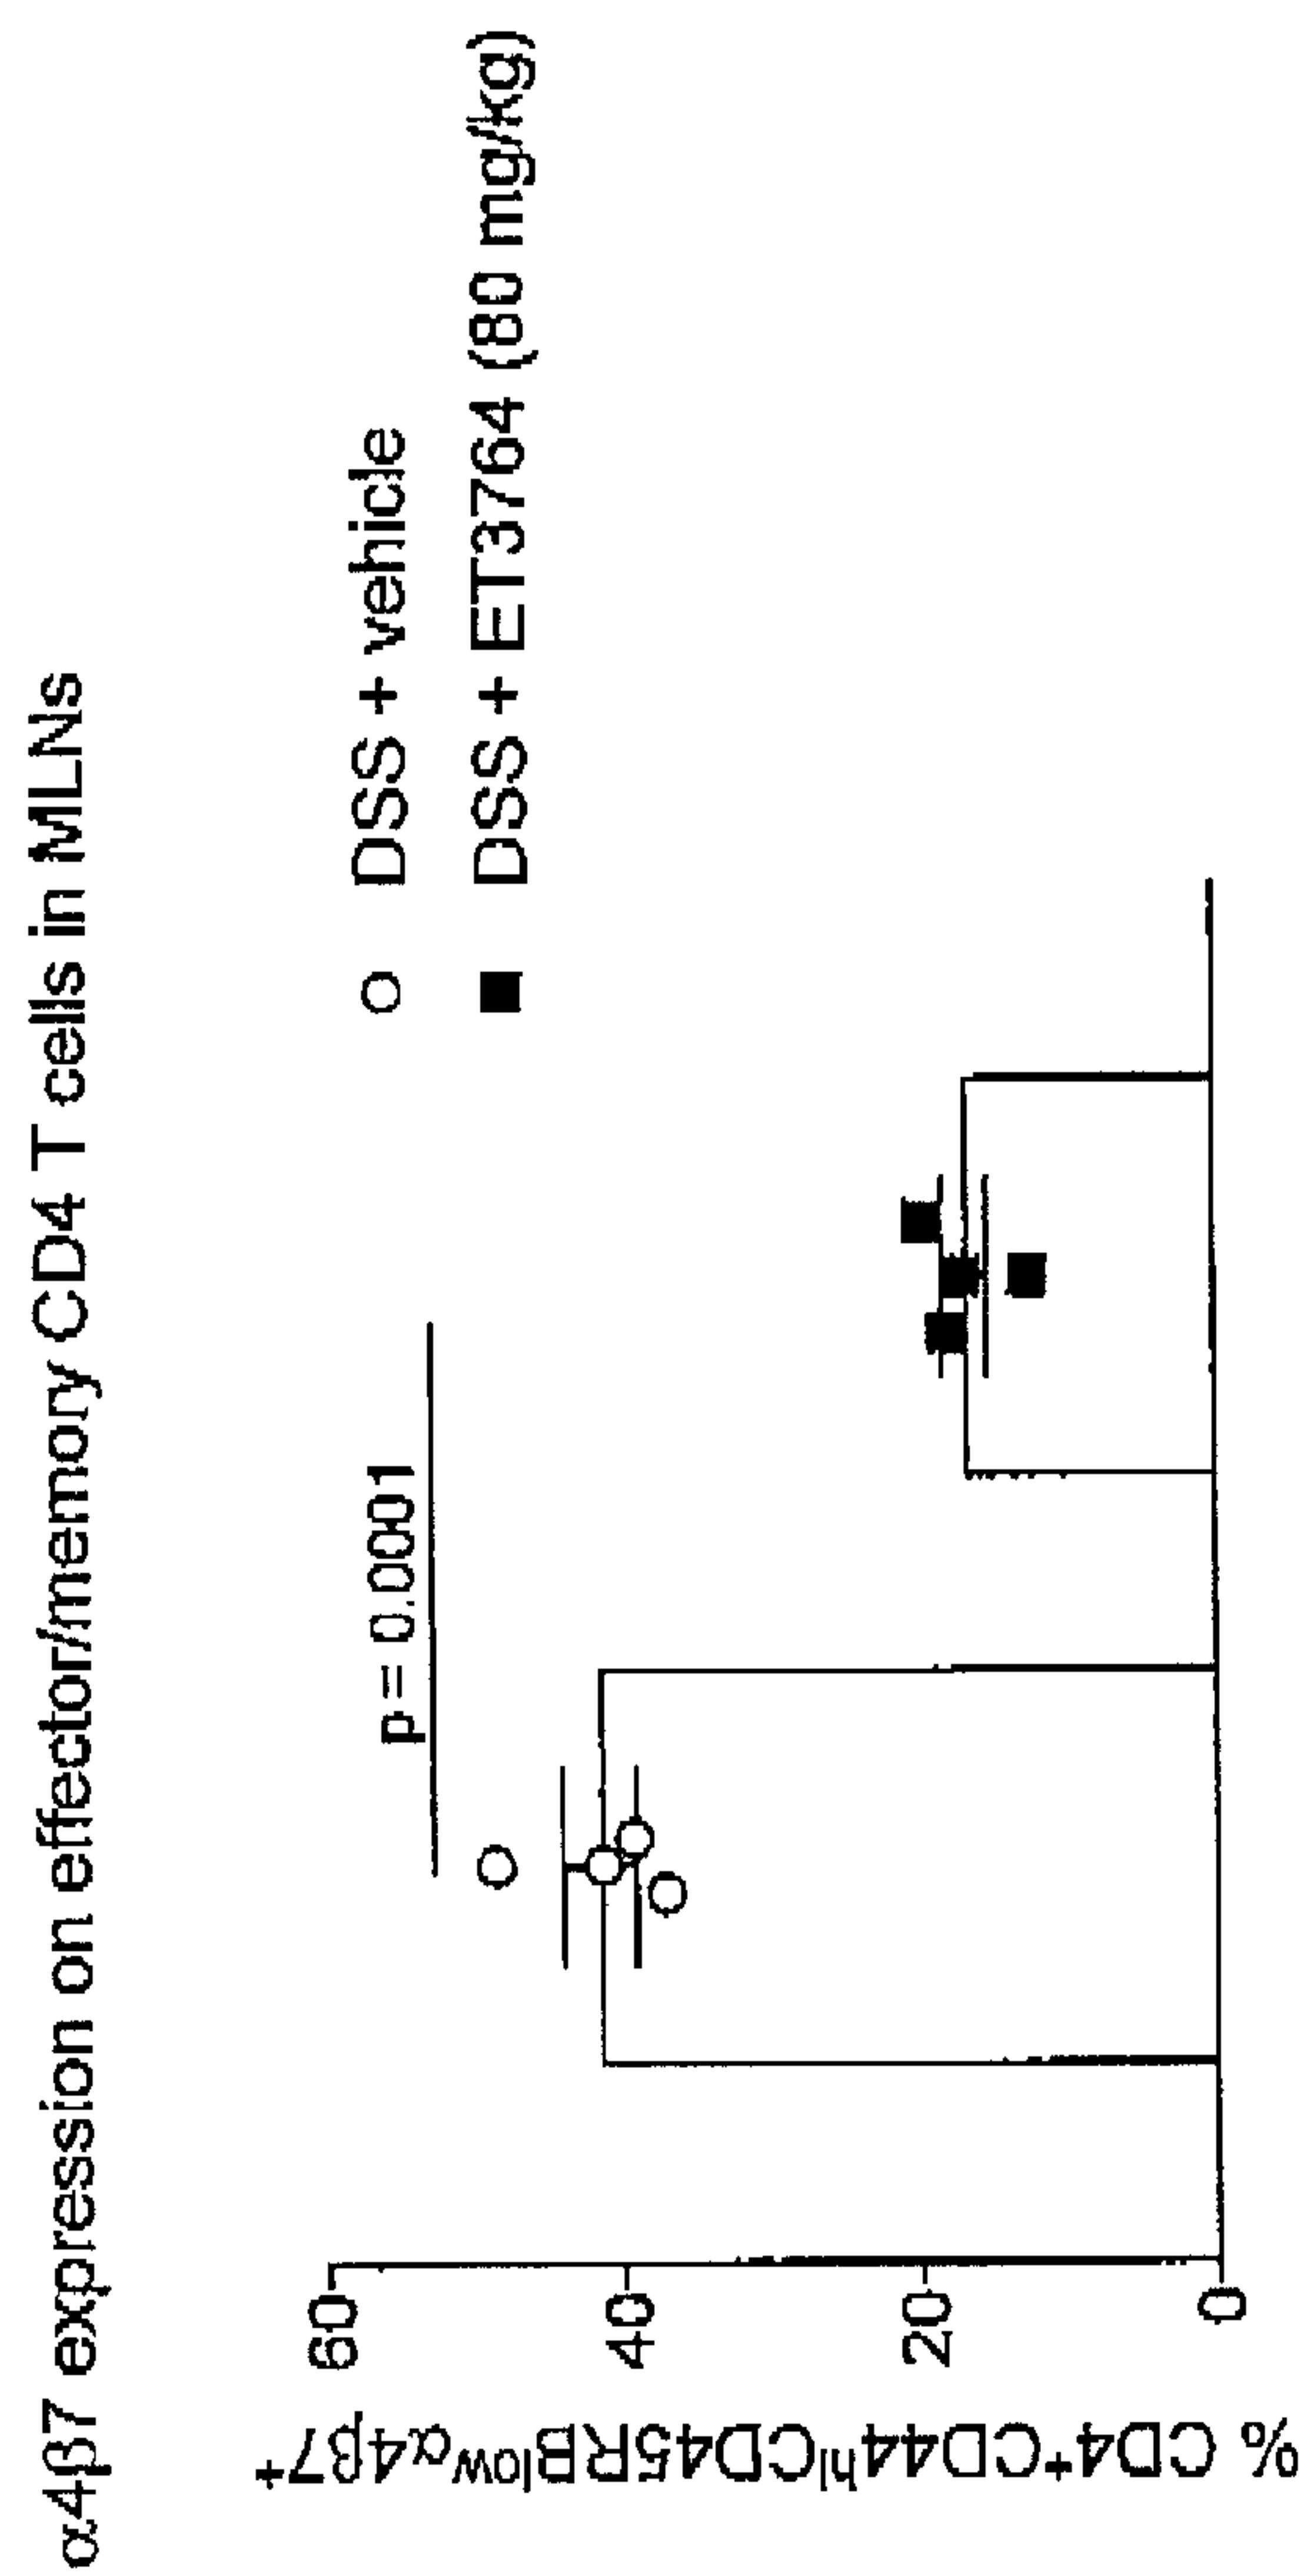 α4β7 expression on effector/memory CD4 T cells in MLNs
○ DSS + vehicle
■ DSS + ET3764 (80 mg/kg)
p = 0.0001
% CD4⁺CD44ʰⁱCD45RBˡᵒʷα4β7⁺
60
40
20
0